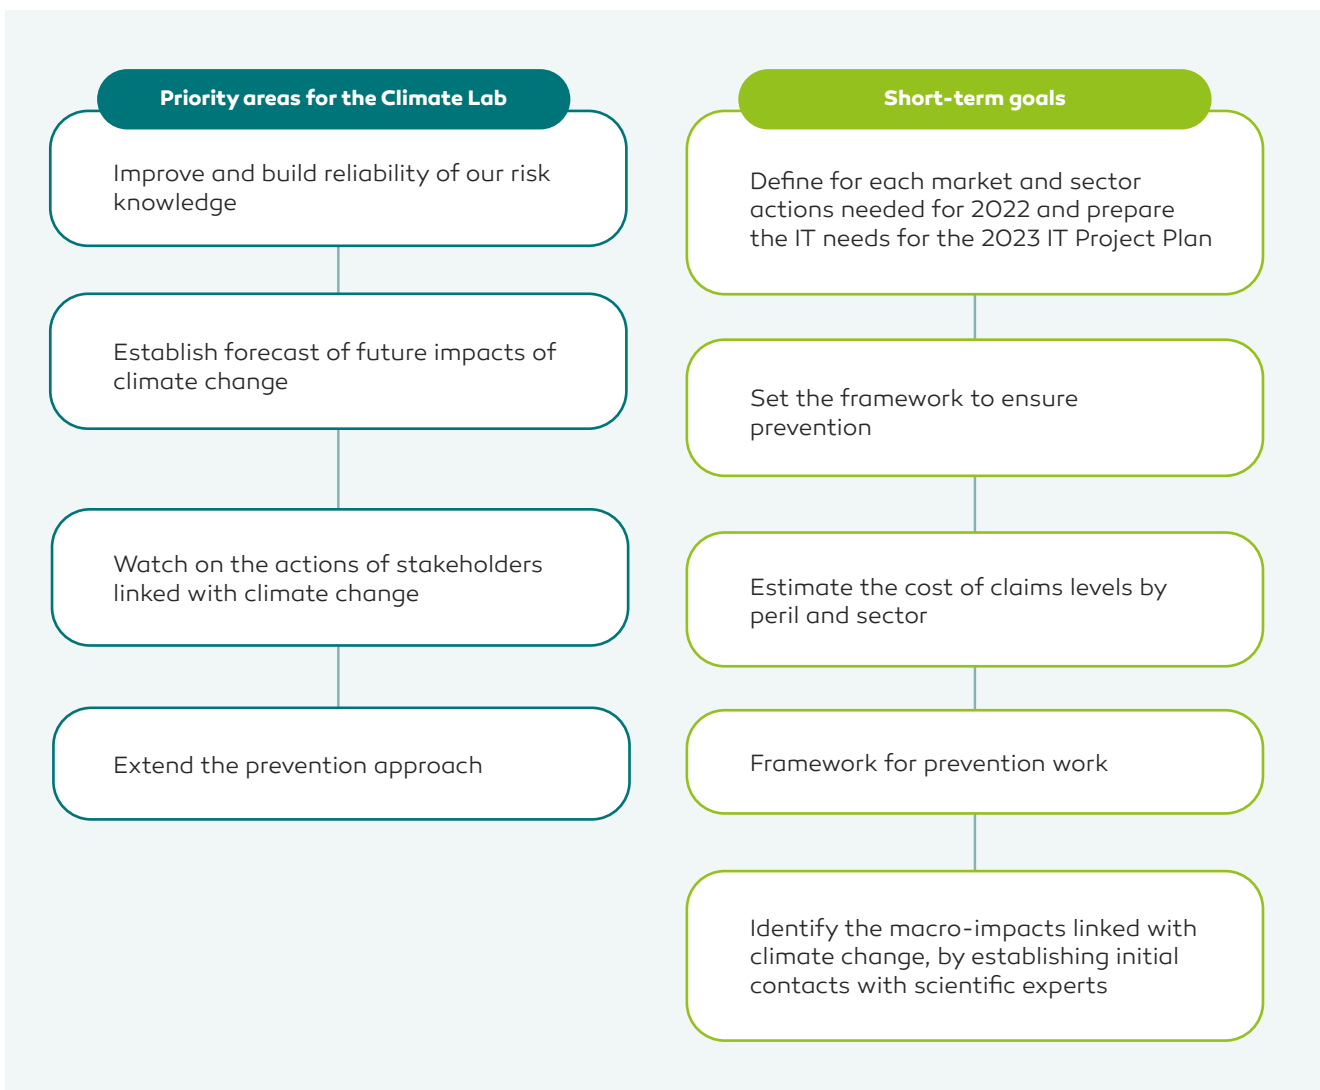 Priority areas for the Climate Lab
Improve and build reliability of our risk
knowledge
Establish forecast of future impacts of
climate change
Watch on the actions of stakeholders
linked with climate change
Extend the prevention approach
Short-term goals
Define for each market and sector
actions needed for 2022 and prepare
the IT needs for the 2023 IT Project Plan
Set the framework to ensure
prevention
Estimate the cost of claims levels by
peril and sector
Framework for prevention work
Identify the macro-impacts linked with
climate change, by establishing initial
contacts with scientific experts